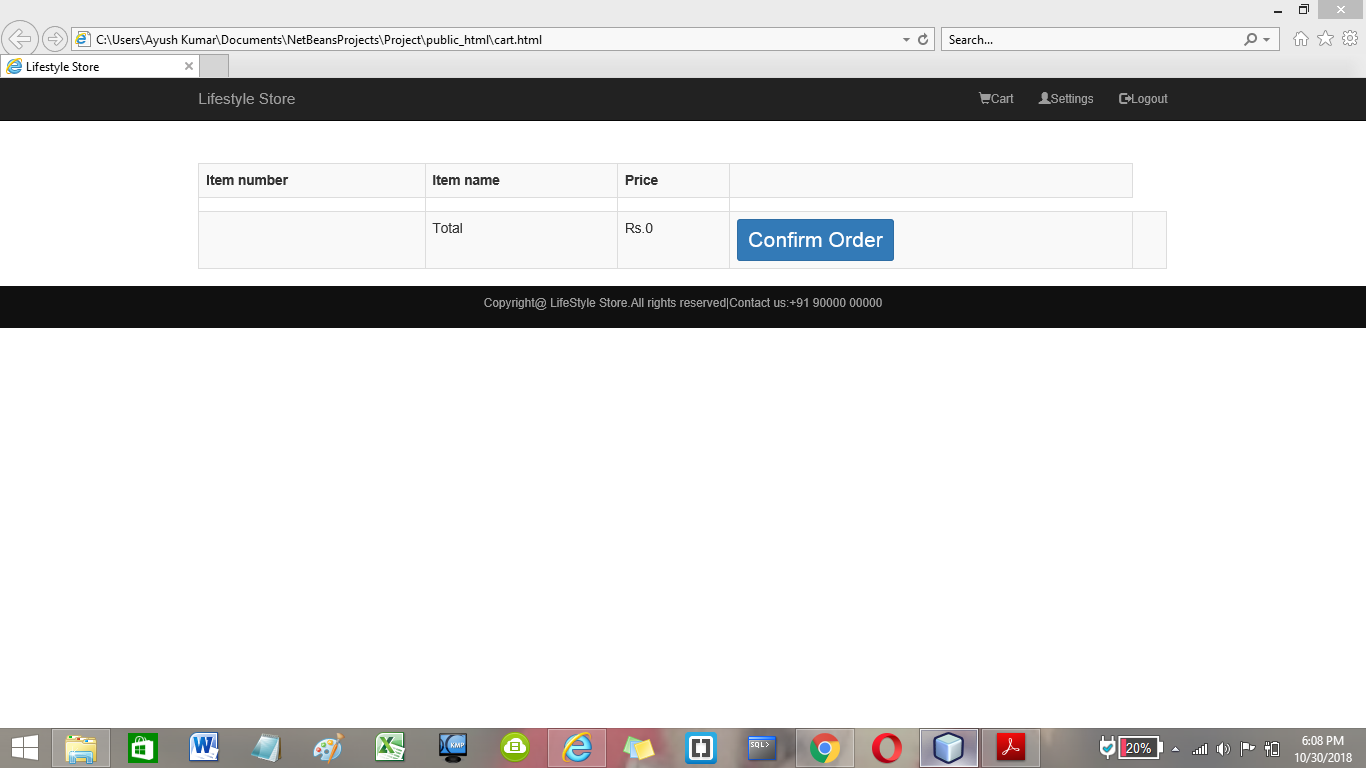 C:\Users\Ayush Kumar\Documents\NetBeansProjects\Project\public_html\cart.html
Search...
Lifestyle Store
Lifestyle Store Cart Settings Logout
Item number Item name Price
Total Rs.0 Confirm Order
Copyright@ LifeStyle Store.All rights reserved|Contact us:+91 90000 00000
KMP
SQL>
20%
6:08 PM
10/30/2018